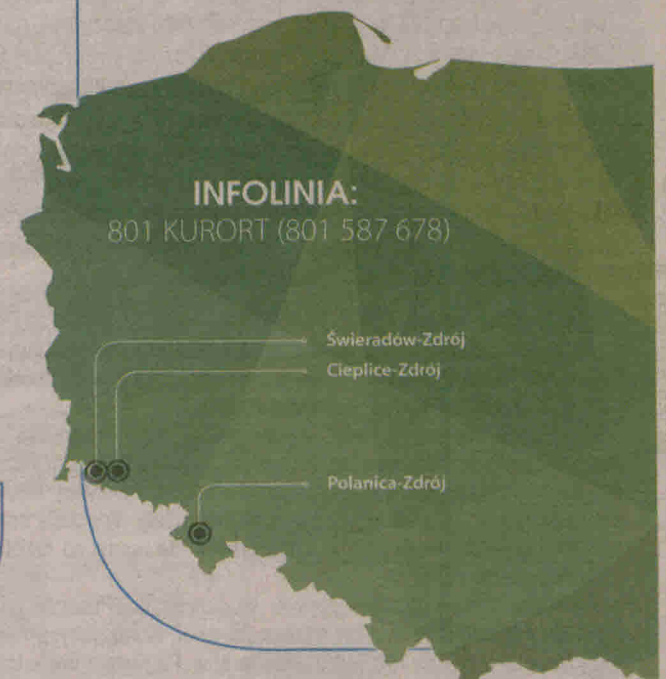 INFOLINIA:
801 KURORT (801 587 678)
Świeradów-Zdrój
Cieplice-Zdrój
Polanica-Zdrój